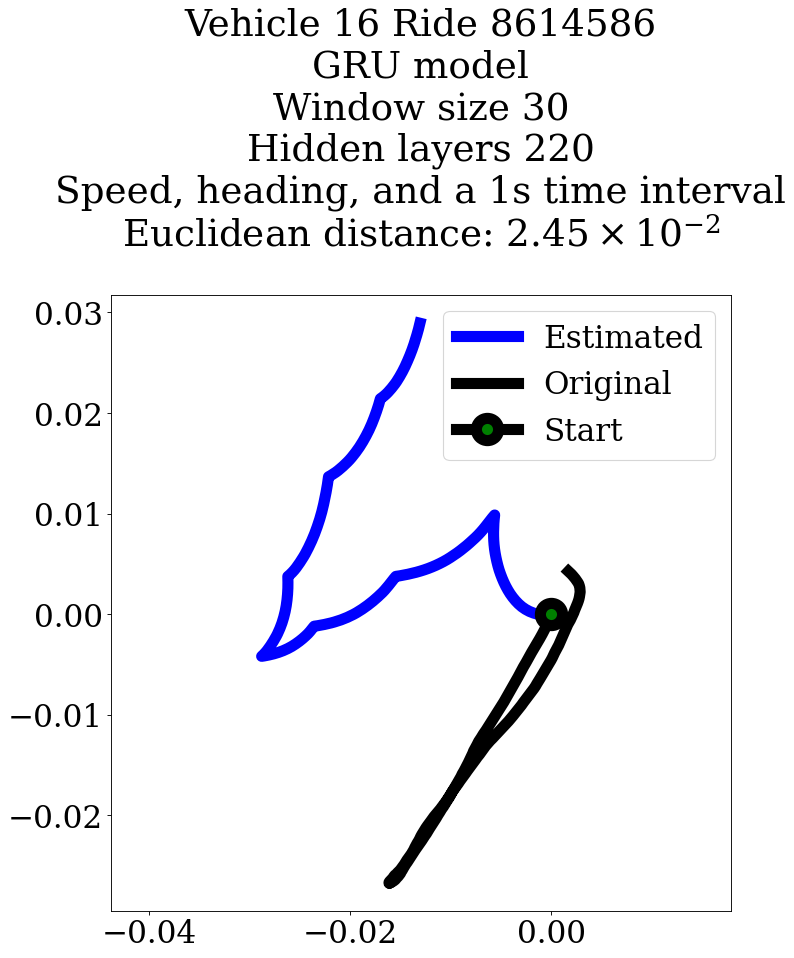 Vehicle 16 Ride 8614586
GRU model
Window size 30
Hidden layers 220
Speed, heading, and a 1s time interval
Euclidean distance: 2.45 × 10⁻²
Estimated
Original
Start
0.03
0.02
0.01
0.00
−0.01
−0.02
−0.04
−0.02
0.00